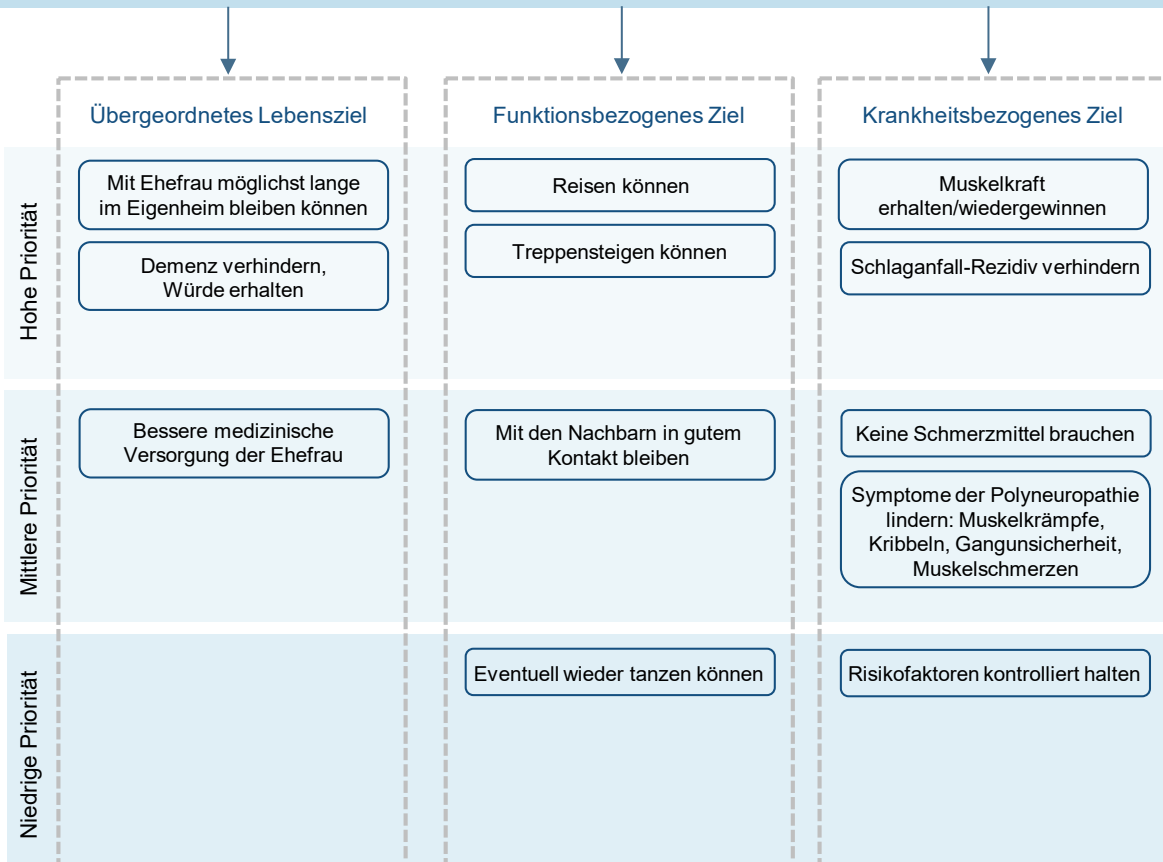 Übergeordnetes Lebensziel
Funktionsbezogenes Ziel
Krankheitsbezogenes Ziel
Hohe Priorität
Mit Ehefrau möglichst lange
im Eigenheim bleiben können
Demenz verhindern,
Würde erhalten
Reisen können
Treppensteigen können
Muskelkraft
erhalten/wiedergewinnen
Schlaganfall-Rezidiv verhindern
Mittlere Priorität
Bessere medizinische
Versorgung der Ehefrau
Mit den Nachbarn in gutem
Kontakt bleiben
Keine Schmerzmittel brauchen
Symptome der Polyneuropathie
lindern: Muskelkrämpfe,
Kribbeln, Gangunsicherheit,
Muskelschmerzen
Niedrige Priorität
Eventuell wieder tanzen können
Risikofaktoren kontrolliert halten